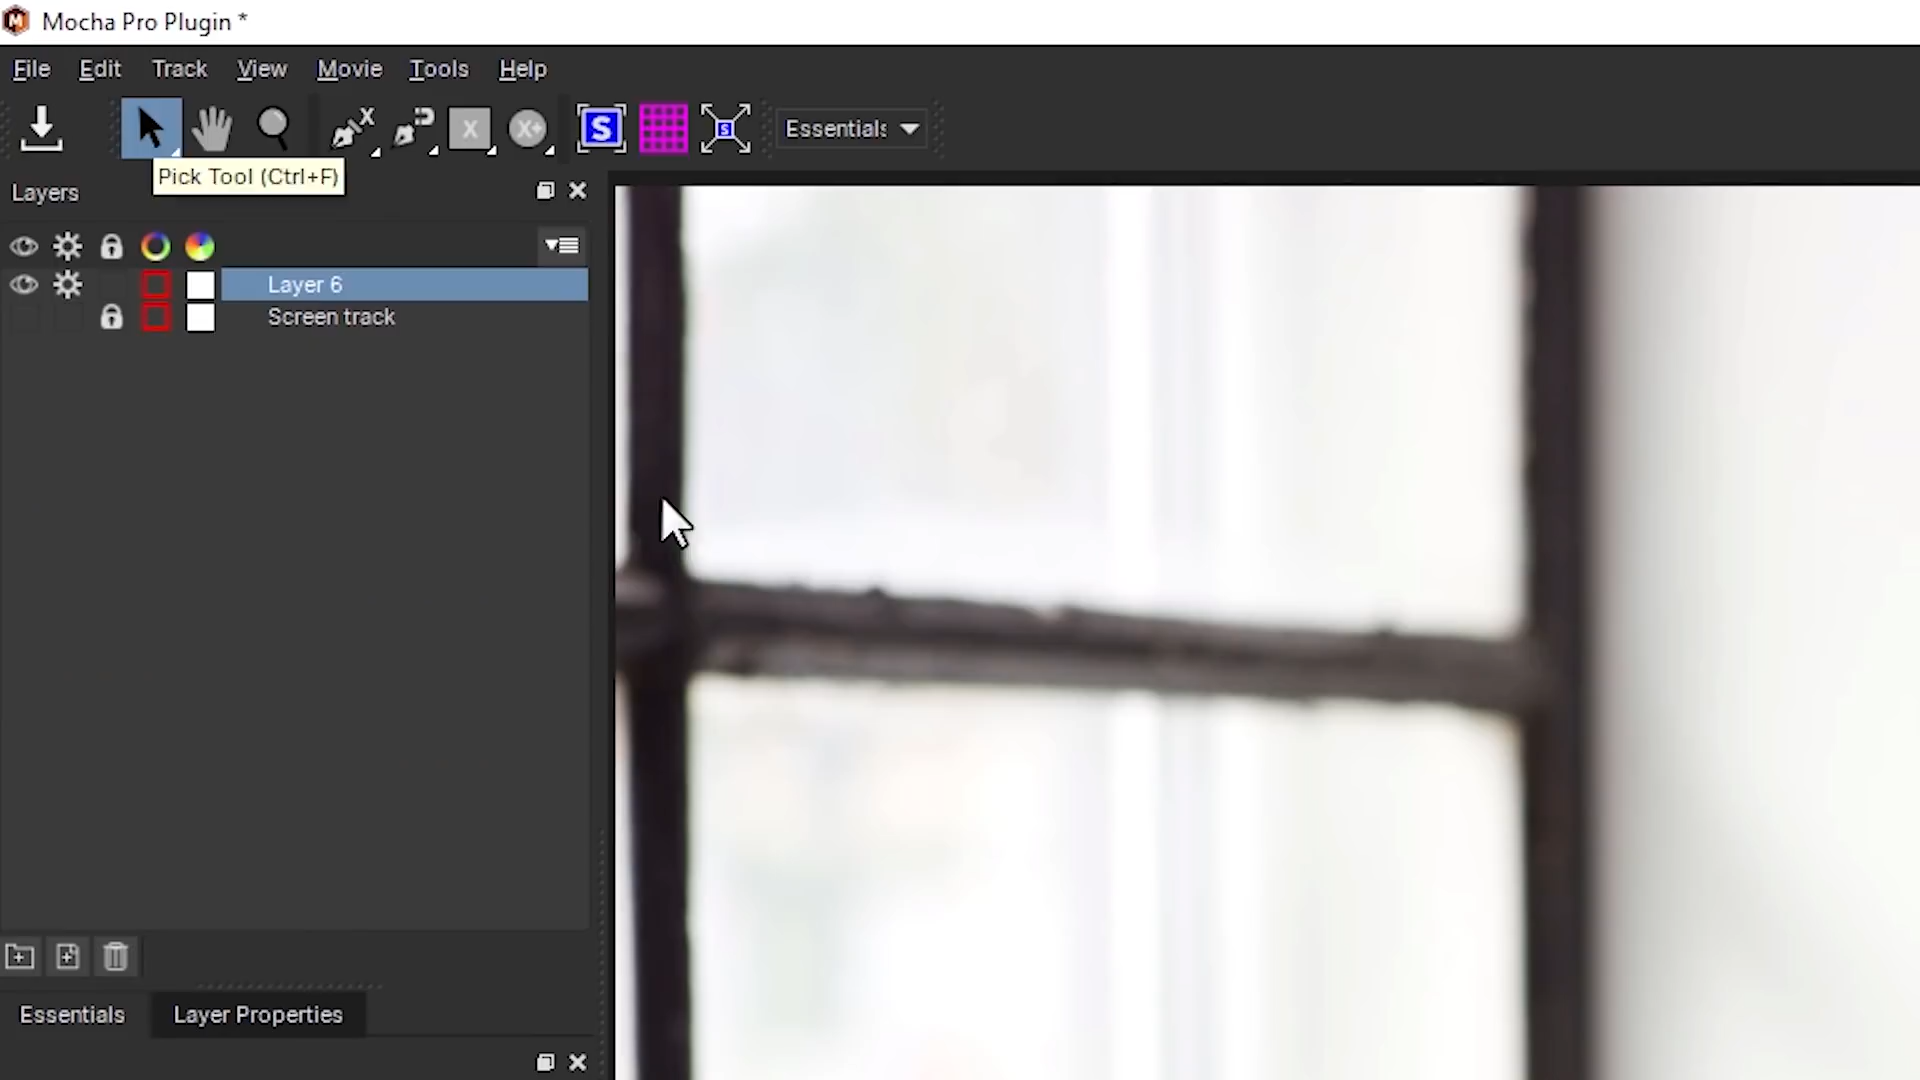 Mocha Pro Plugin *
File Edit Track View Movie Tools Help
X X X+ S S Essentials
Pick Tool (Ctrl+F)
Layers
Layer 6
Screen track
Essentials Layer Properties